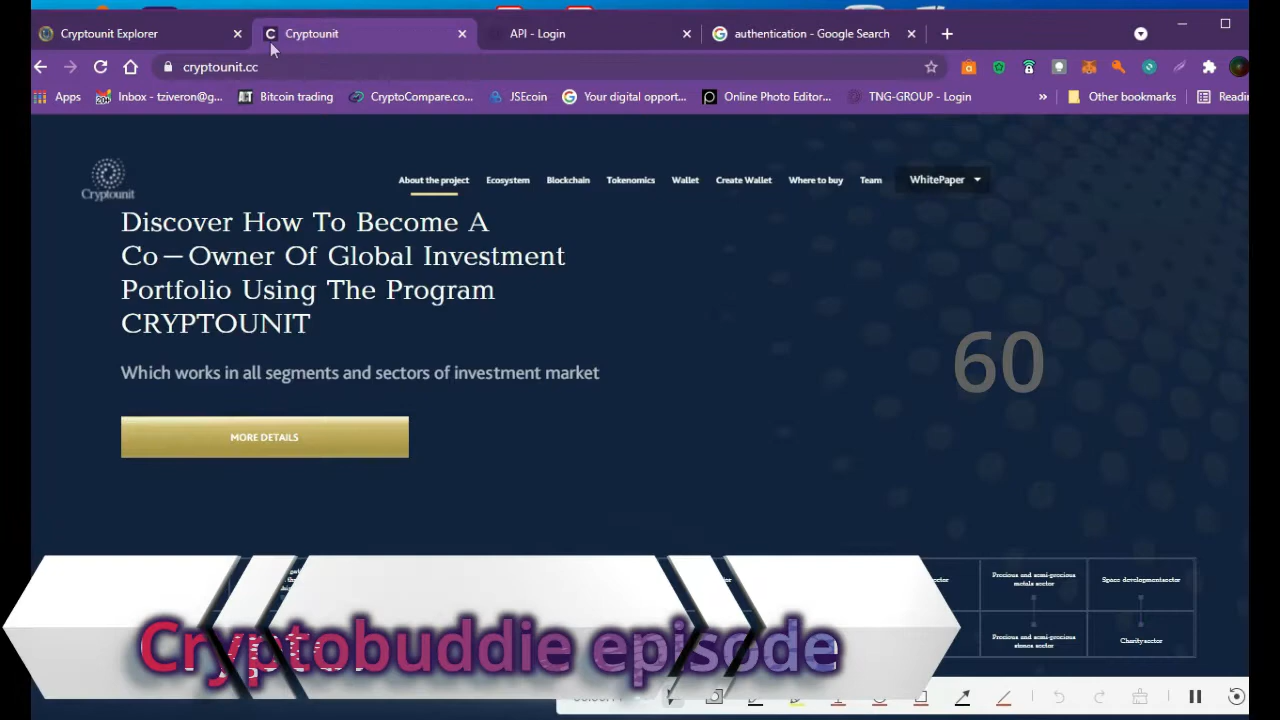 Cryptounit Explorer
Cryptounit
API - Login
authentication - Google Search
cryptounit.cc
Apps
Inbox - tziveron@g...
Bitcoin trading
CryptoCompare.co...
JSEcoin
Your digital opport...
Online Photo Editor...
TNG-GROUP - Login
»
Other bookmarks
Readin
Cryptounit
About the project
Ecosystem
Blockchain
Tokenomics
Wallet
Create Wallet
Where to buy
Team
WhitePaper
Discover How To Become A
Co-Owner Of Global Investment
Portfolio Using The Program
CRYPTOUNIT
Which works in all segments and sectors of investment market
60
MORE DETAILS
Precious and semi-precious
metals sector
Space developmentsector
Precious and semi-precious
stones sector
Charity sector
Cryptobuddie episode